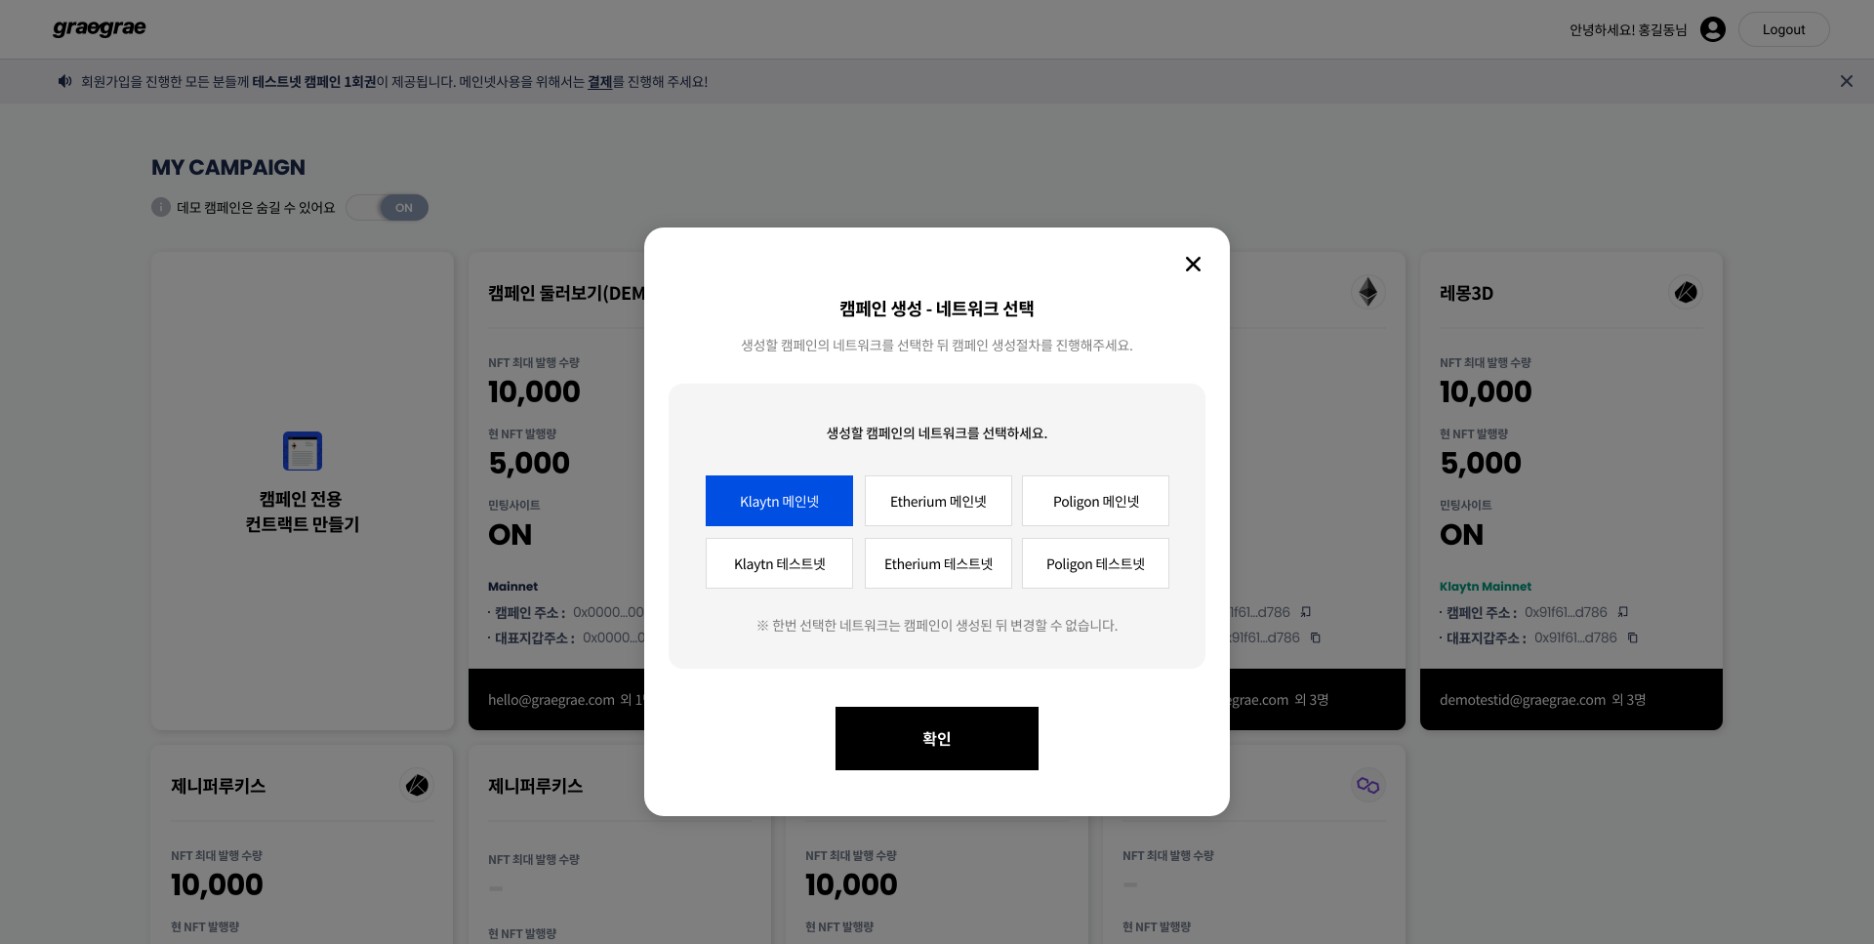 graegrae
안녕하세요! 홍길동님
Logout
회원가입을 진행한 모든 분들께 테스트넷 캠페인 1회권이 제공됩니다. 메인넷사용을 위해서는 결제를 진행해 주세요!
MY CAMPAIGN
데모 캠페인은 숨길 수 있어요
ON
캠페인 전용
컨트랙트 만들기
캠페인 둘러보기(DEM
NFT 최대 발행 수량
10,000
현 NFT 발행량
5,000
민팅사이트
ON
Mainnet
· 캠페인 주소 : 0x0000...00
· 대표지갑주소 : 0x0000...0
hello@graegrae.com 외 1
캠페인 생성 - 네트워크 선택
생성할 캠페인의 네트워크를 선택한 뒤 캠페인 생성절차를 진행해주세요.
생성할 캠페인의 네트워크를 선택하세요.
Klaytn 메인넷
Etherium 메인넷
Poligon 메인넷
Klaytn 테스트넷
Etherium 테스트넷
Poligon 테스트넷
※ 한번 선택한 네트워크는 캠페인이 생성된 뒤 변경할 수 없습니다.
확인
1f61...d786
91f61...d786
egrae.com 외 3명
레몽3D
NFT 최대 발행 수량
10,000
현 NFT 발행량
5,000
민팅사이트
ON
Klaytn Mainnet
· 캠페인 주소 : 0x91f61...d786
· 대표지갑주소 : 0x91f61...d786
demotestid@graegrae.com 외 3명
제니퍼루키스
NFT 최대 발행 수량
10,000
현 NFT 발행량
제니퍼루키스
NFT 최대 발행 수량
–
현 NFT 발행량
NFT 최대 발행 수량
10,000
현 NFT 발행량
NFT 최대 발행 수량
–
현 NFT 발행량